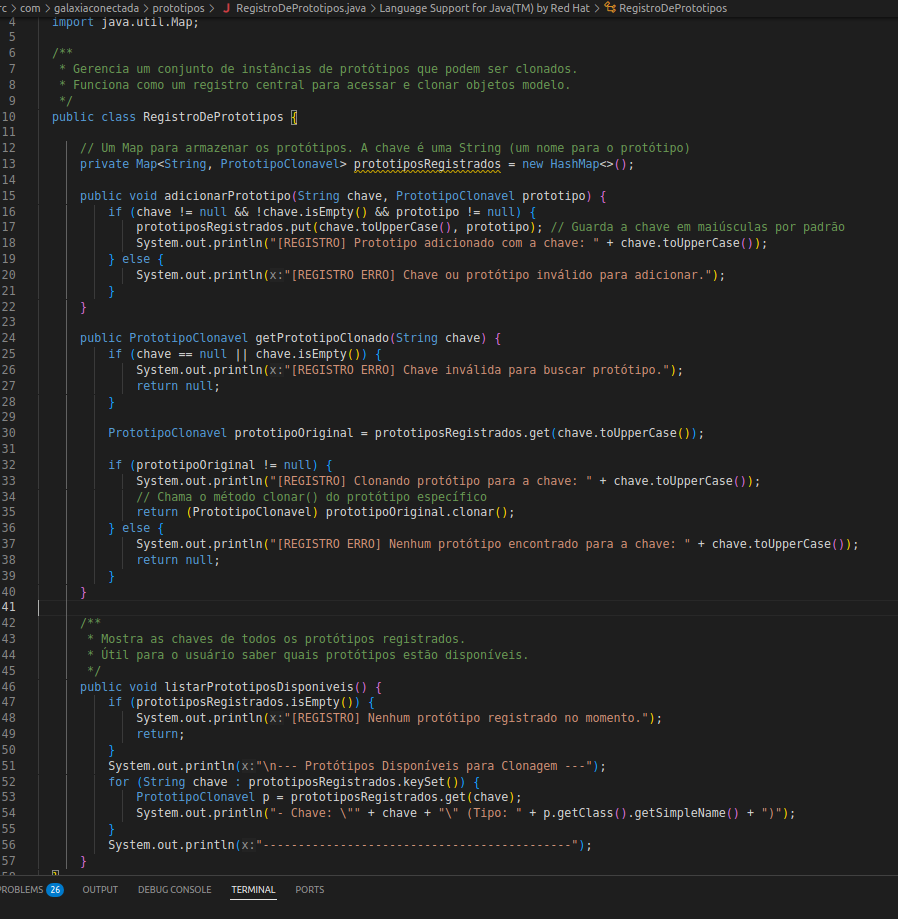 rc > com > galaxiaconectada > prototipos > J RegistroDePrototipos.java > Language Support for Java(TM) by Red Hat > RegistroDePrototipos
4 import java.util.Map;
5
6 /**
7  * Gerencia um conjunto de instâncias de protótipos que podem ser clonados.
8  * Funciona como um registro central para acessar e clonar objetos modelo.
9  */
10 public class RegistroDePrototipos {
11
12     // Um Map para armazenar os protótipos. A chave é uma String (um nome para o protótipo)
13     private Map<String, PrototipoClonavel> prototiposRegistrados = new HashMap<>();
14
15     public void adicionarPrototipo(String chave, PrototipoClonavel prototipo) {
16         if (chave != null && !chave.isEmpty() && prototipo != null) {
17             prototiposRegistrados.put(chave.toUpperCase(), prototipo); // Guarda a chave em maiúsculas por padrão
18             System.out.println("[REGISTRO] Prototipo adicionado com a chave: " + chave.toUpperCase());
19         } else {
20             System.out.println(x:"[REGISTRO ERRO] Chave ou protótipo inválido para adicionar.");
21         }
22     }
23
24     public PrototipoClonavel getPrototipoClonado(String chave) {
25         if (chave == null || chave.isEmpty()) {
26             System.out.println(x:"[REGISTRO ERRO] Chave inválida para buscar protótipo.");
27             return null;
28         }
29
30         PrototipoClonavel prototipoOriginal = prototiposRegistrados.get(chave.toUpperCase());
31
32         if (prototipoOriginal != null) {
33             System.out.println("[REGISTRO] Clonando protótipo para a chave: " + chave.toUpperCase());
34             // Chama o método clonar() do protótipo específico
35             return (PrototipoClonavel) prototipoOriginal.clonar();
36         } else {
37             System.out.println("[REGISTRO ERRO] Nenhum protótipo encontrado para a chave: " + chave.toUpperCase());
38             return null;
39         }
40     }
41
42     /**
43      * Mostra as chaves de todos os protótipos registrados.
44      * Útil para o usuário saber quais protótipos estão disponíveis.
45      */
46     public void listarPrototiposDisponiveis() {
47         if (prototiposRegistrados.isEmpty()) {
48             System.out.println(x:"[REGISTRO] Nenhum protótipo registrado no momento.");
49             return;
50         }
51         System.out.println(x:"\n--- Protótipos Disponíveis para Clonagem ---");
52         for (String chave : prototiposRegistrados.keySet()) {
53             PrototipoClonavel p = prototiposRegistrados.get(chave);
54             System.out.println("- Chave: \"" + chave + "\" (Tipo: " + p.getClass().getSimpleName() + ")");
55         }
56         System.out.println(x:"--------------------------------------------");
57     }
58 }
ROBLEMS 26 OUTPUT DEBUG CONSOLE TERMINAL PORTS